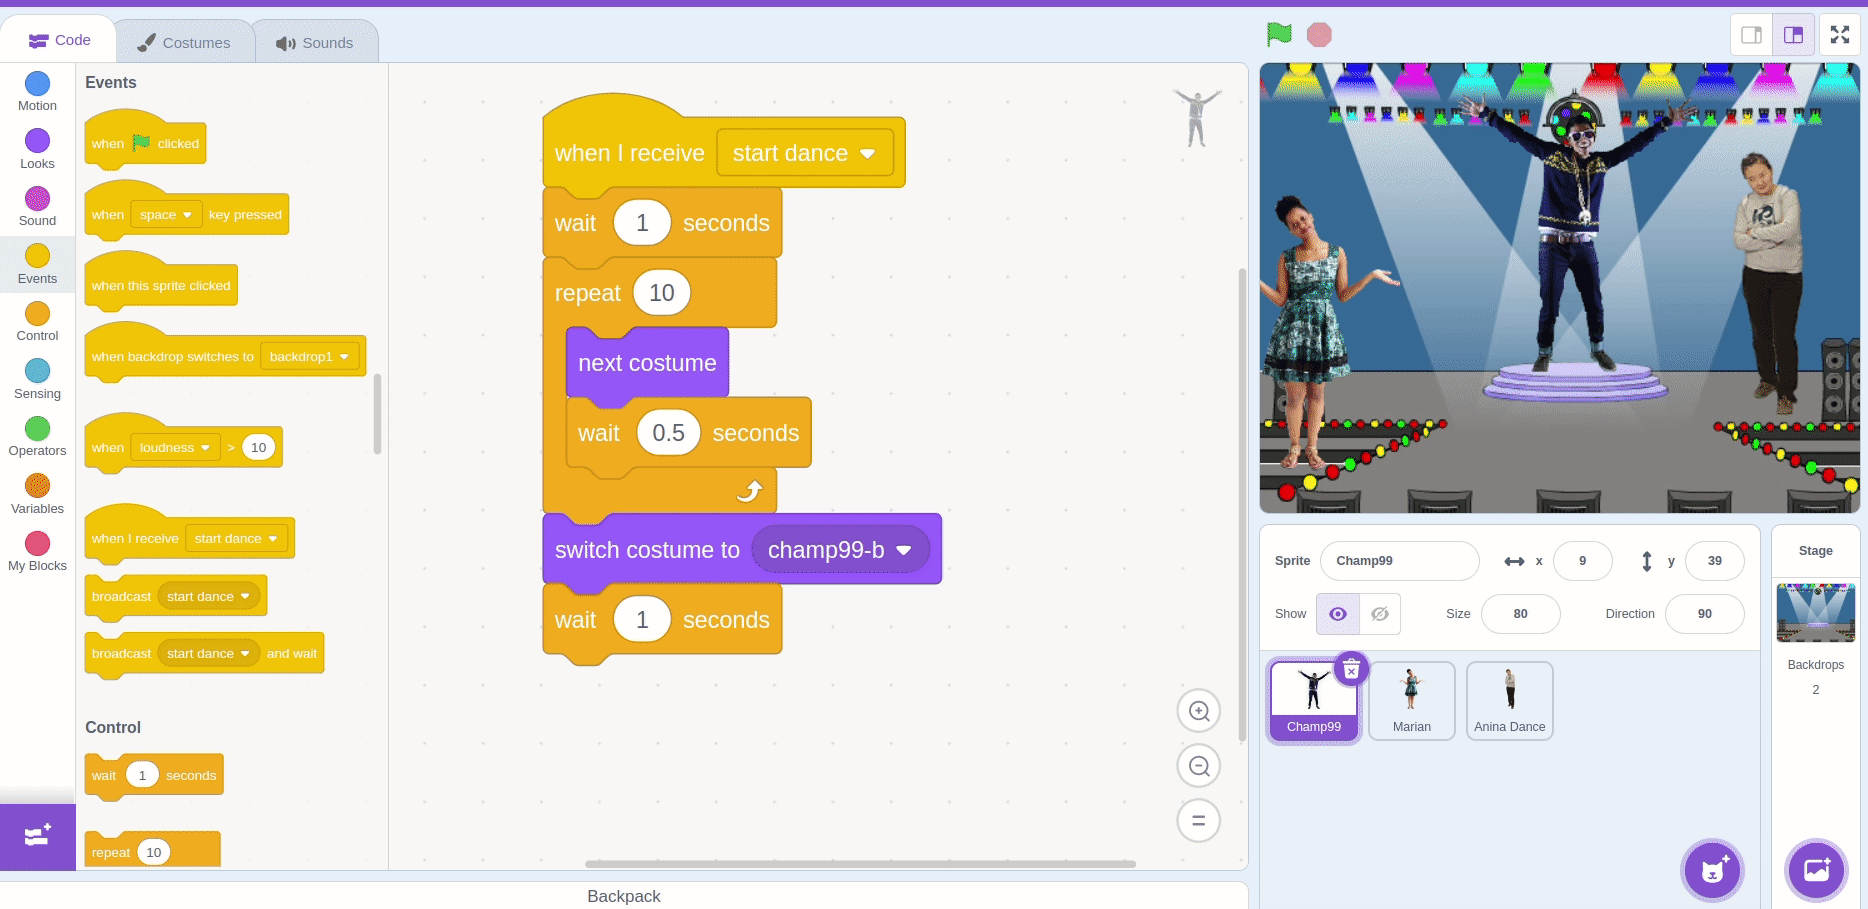 Code
Costumes
Sounds
Motion
Looks
Sound
Events
Control
Sensing
Operators
Variables
My Blocks
Events
when clicked
when space key pressed
when this sprite clicked
when backdrop switches to backdrop1
when loudness > 10
when I receive start dance
broadcast start dance
broadcast start dance and wait
Control
wait 1 seconds
repeat 10
when I receive start dance
wait 1 seconds
repeat 10
next costume
wait 0.5 seconds
switch costume to champ99-b
wait 1 seconds
=
Backpack
Sprite Champ99 x 9 y 39
Show Size 80 Direction 90
Champ99
Marian
Anina Dance
Stage
Backdrops
2